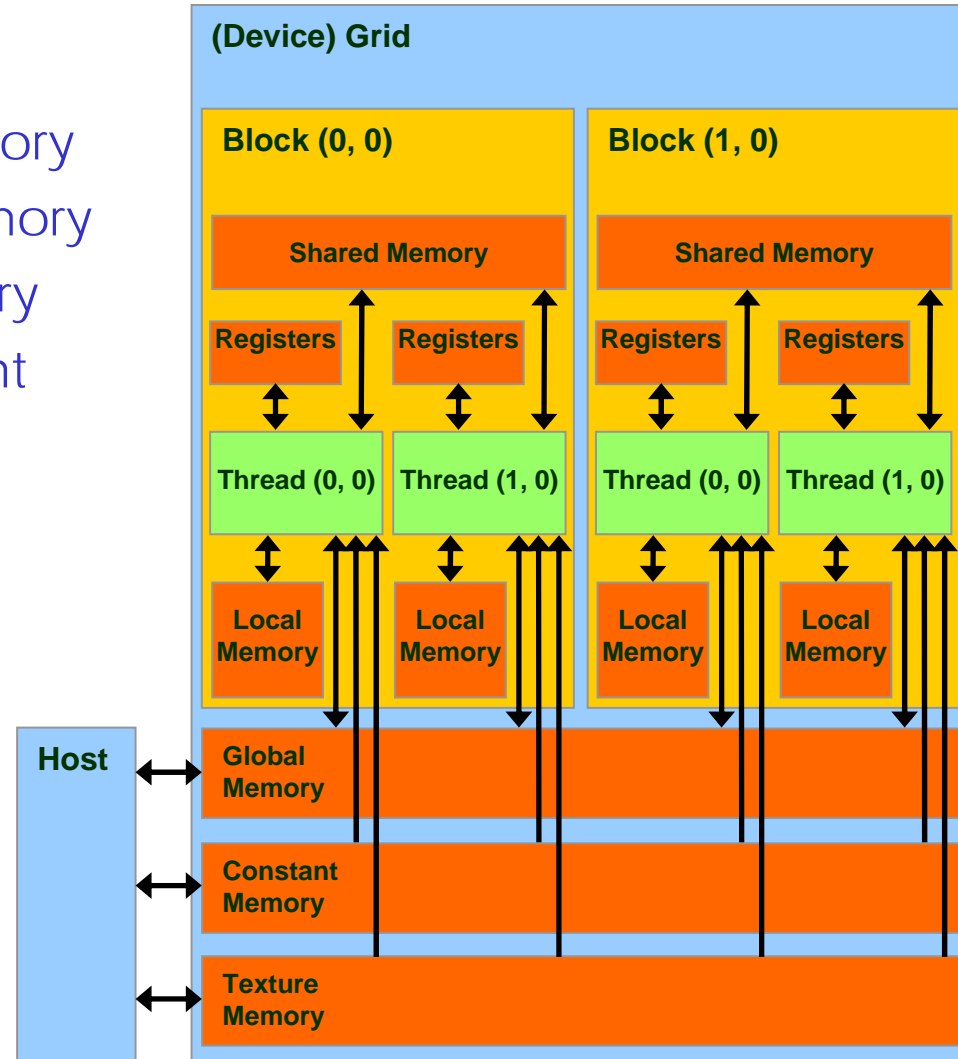 ory
nory
ry
nt
(Device) Grid
Block (0, 0)
Block (1, 0)
Shared Memory
Shared Memory
Registers
Registers
Registers
Registers
Thread (0, 0)
Thread (1, 0)
Thread (0, 0)
Thread (1, 0)
Local
Memory
Local
Memory
Local
Memory
Local
Memory
Host
Global
Memory
Constant
Memory
Texture
Memory